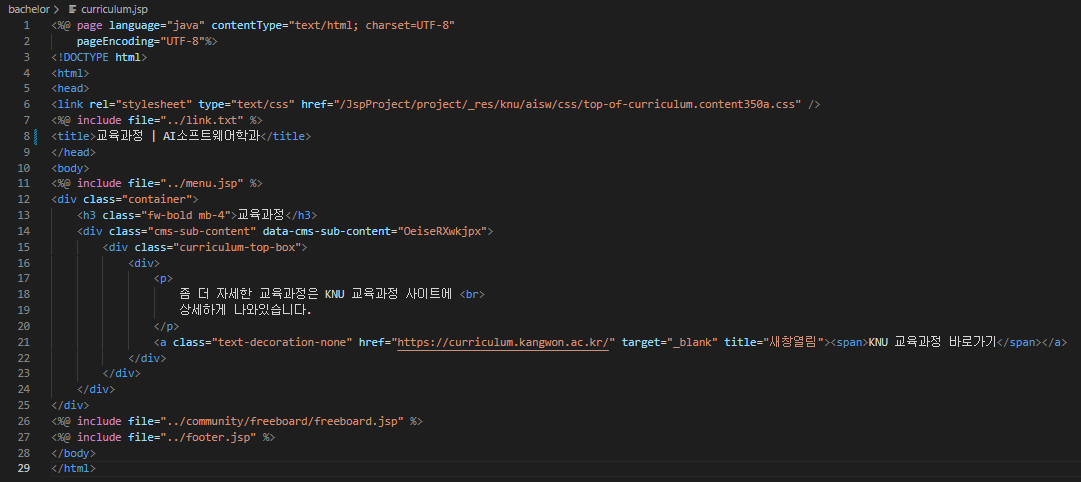 bachelor > curriculum.jsp
1 <%@ page language="java" contentType="text/html; charset=UTF-8"
2     pageEncoding="UTF-8"%>
3 <!DOCTYPE html>
4 <html>
5 <head>
6 <link rel="stylesheet" type="text/css" href="/JspProject/project/_res/knu/aisw/css/top-of-curriculum.content350a.css" />
7 <%@ include file="../link.txt" %>
8 <title>교육과정 | AI소프트웨어학과</title>
9 </head>
10 <body>
11 <%@ include file="../menu.jsp" %>
12 <div class="container">
13     <h3 class="fw-bold mb-4">교육과정</h3>
14     <div class="cms-sub-content" data-cms-sub-content="OeiseRXwkjpx">
15         <div class="curriculum-top-box">
16             <div>
17                 <p>
18                     좀 더 자세한 교육과정은 KNU 교육과정 사이트에 <br>
19                     상세하게 나와있습니다.
20                 </p>
21                 <a class="text-decoration-none" href="https://curriculum.kangwon.ac.kr/" target="_blank" title="새창열림"><span>KNU 교육과정 바로가기</span></a>
22             </div>
23         </div>
24     </div>
25 </div>
26 <%@ include file="../community/freeboard/freeboard.jsp" %>
27 <%@ include file="../footer.jsp" %>
28 </body>
29 </html>